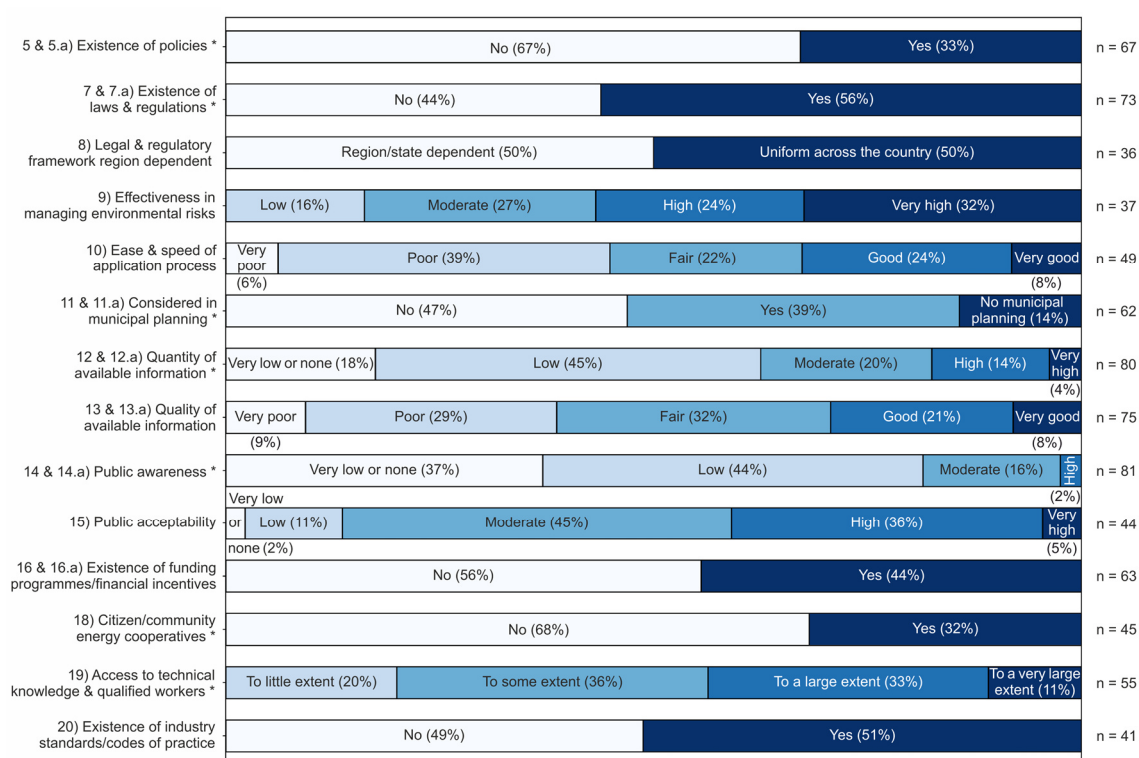 5 & 5.a) Existence of policies *
No (67%) Yes (33%) n = 67
7 & 7.a) Existence of
laws & regulations *
No (44%) Yes (56%) n = 73
8) Legal & regulatory
framework region dependent
Region/state dependent (50%) Uniform across the country (50%) n = 36
9) Effectiveness in
managing environmental risks
Low (16%) Moderate (27%) High (24%) Very high (32%) n = 37
10) Ease & speed of
application process
Very
poor
(6%)
Poor (39%) Fair (22%) Good (24%) Very good
(8%)
n = 49
11 & 11.a) Considered in
municipal planning *
No (47%) Yes (39%) No municipal
planning (14%)
n = 62
12 & 12.a) Quantity of
available information *
Very low or none (18%) Low (45%) Moderate (20%) High (14%) Very
high
(4%)
n = 80
13 & 13.a) Quality of
available information
Very poor
(9%)
Poor (29%) Fair (32%) Good (21%) Very good
(8%)
n = 75
14 & 14.a) Public awareness *
Very low or none (37%) Low (44%) Moderate (16%) High
(2%)
n = 81
15) Public acceptability
Very low
or
none (2%)
Low (11%) Moderate (45%) High (36%) Very
high
(5%)
n = 44
16 & 16.a) Existence of funding
programmes/financial incentives
No (56%) Yes (44%) n = 63
18) Citizen/community
energy cooperatives *
No (68%) Yes (32%) n = 45
19) Access to technical
knowledge & qualified workers *
To little extent (20%) To some extent (36%) To a large extent (33%) To a very large
extent (11%)
n = 55
20) Existence of industry
standards/codes of practice
No (49%) Yes (51%) n = 41